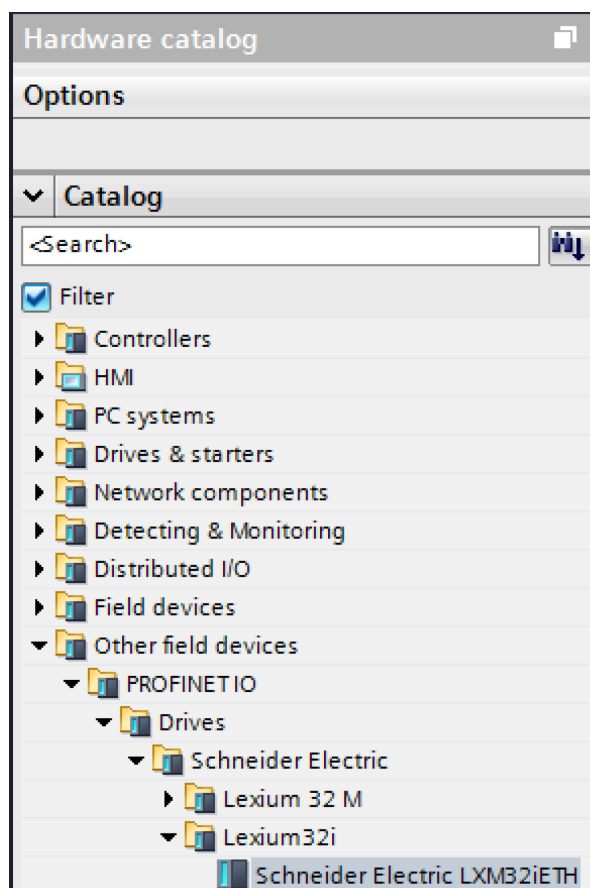 Hardware catalog
Options
Catalog
<Search>
Filter
Controllers
HMI
PC systems
Drives & starters
Network components
Detecting & Monitoring
Distributed I/O
Field devices
Other field devices
PROFINET IO
Drives
Schneider Electric
Lexium 32 M
Lexium32i
Schneider Electric LXM32iETH